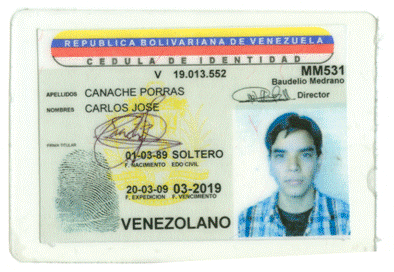 REPUBLICA BOLIVARIANA DE VENEZUELA
CEDULA DE IDENTIDAD
V 19.013.552
MM531
Baudelio Medrano
Director
APELLIDOS CANACHE PORRAS
NOMBRES CARLOS JOSE
FIRMA TITULAR
01-03-89 SOLTERO
F. NACIMIENTO EDO CIVIL
20-03-09 03-2019
F. EXPEDICION F. VENCIMIENTO
VENEZOLANO